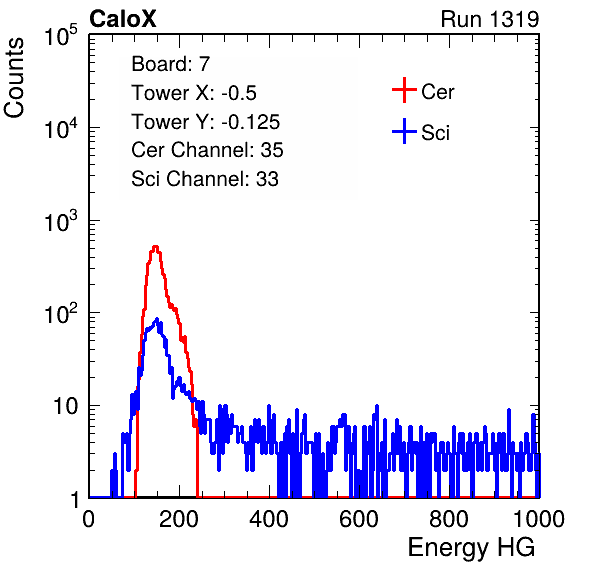 CaloX Run 1319
Counts
Board: 7
Tower X: -0.5
Tower Y: -0.125
Cer Channel: 35
Sci Channel: 33
Cer
Sci
10^5
10^4
10^3
10^2
10
1
0 200 400 600 800 1000
Energy HG